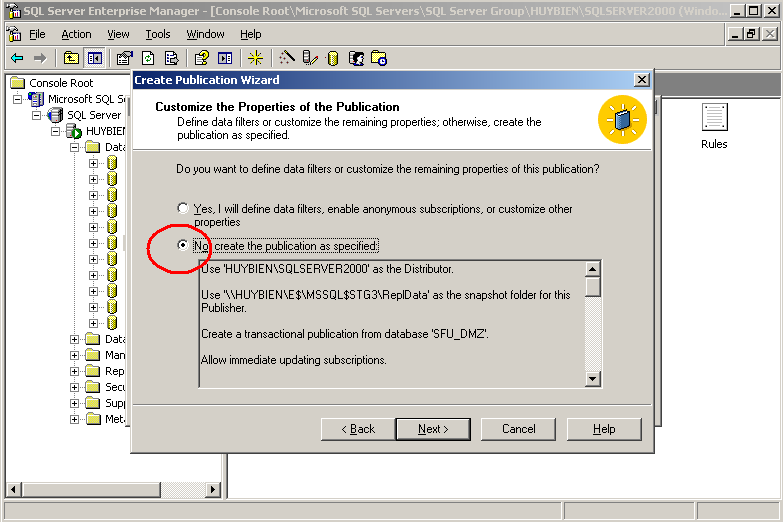 SQL Server Enterprise Manager - [Console Root\Microsoft SQL Servers\SQL Server Group\HUYBIEN\SQLSERVER2000 (Windo...
File Action View Tools Window Help
Console Root
Microsoft SQL Se
SQL Server
HUYBIEN
Data
Data
Man
Repl
Secu
Supp
Meta
Rules
Create Publication Wizard
Customize the Properties of the Publication
Define data filters or customize the remaining properties; otherwise, create the
publication as specified.
Do you want to define data filters or customize the remaining properties of this publication?
Yes, I will define data filters, enable anonymous subscriptions, or customize other
properties
No, create the publication as specified:
Use 'HUYBIEN\SQLSERVER2000' as the Distributor.
Use '\\HUYBIEN\E$\MSSQL$STG3\ReplData' as the snapshot folder for this
Publisher.
Create a transactional publication from database 'SFU_DMZ'.
Allow immediate updating subscriptions.
< Back Next > Cancel Help